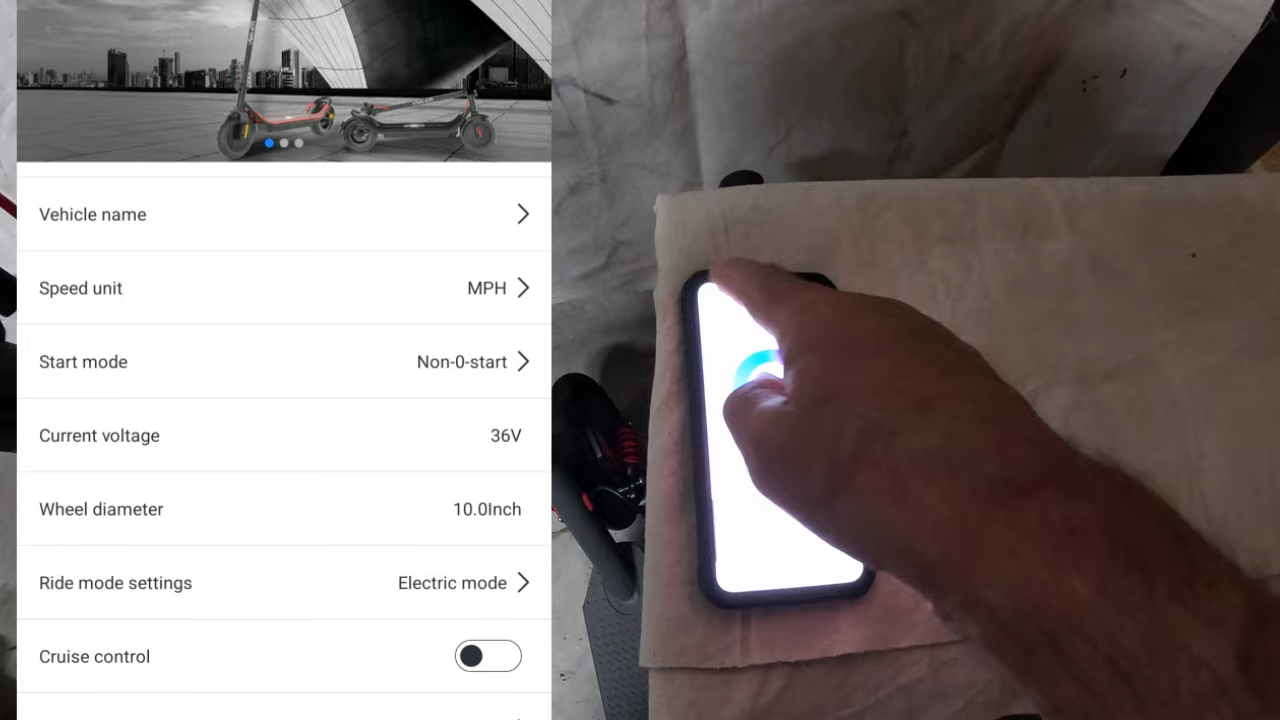 Vehicle name
Speed unit MPH
Start mode Non-0-start
Current voltage 36V
Wheel diameter 10.0Inch
Ride mode settings Electric mode
Cruise control